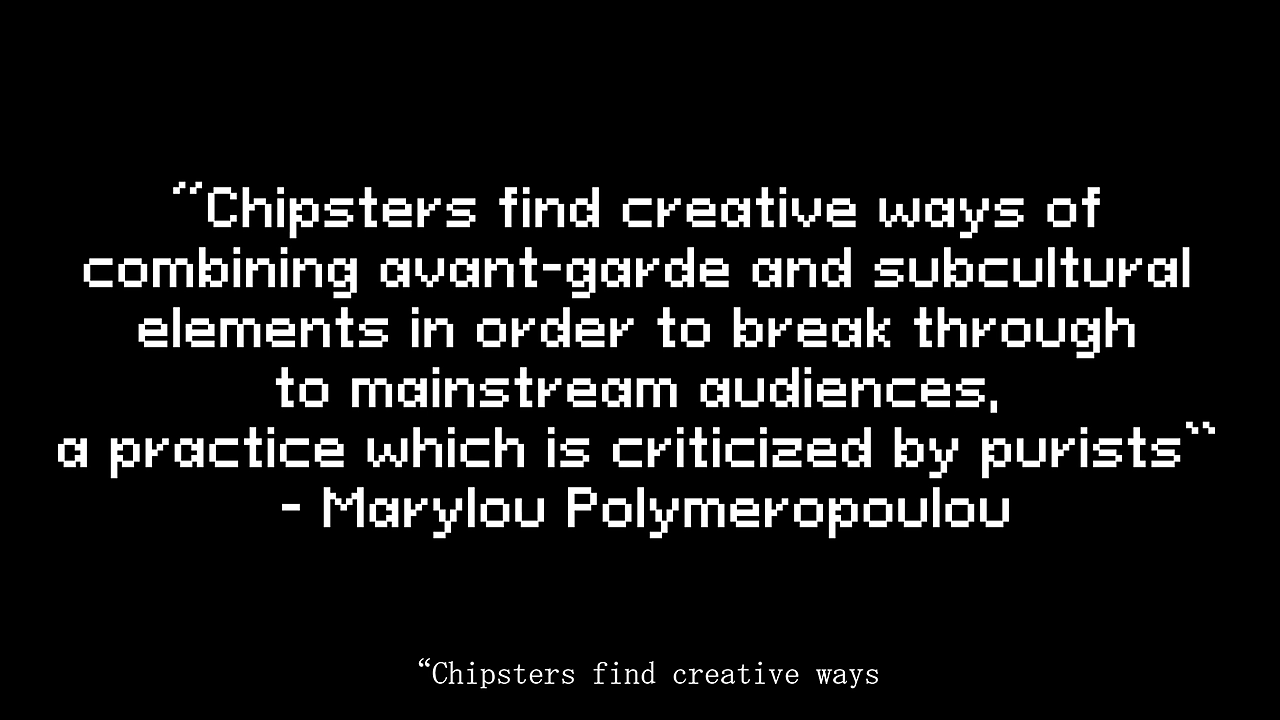 “Chipsters find creative ways of
combining avant-garde and subcultural
elements in order to break through
to mainstream audiences,
a practice which is criticized by purists“
- Marylou Polymeropoulou
“Chipsters find creative ways